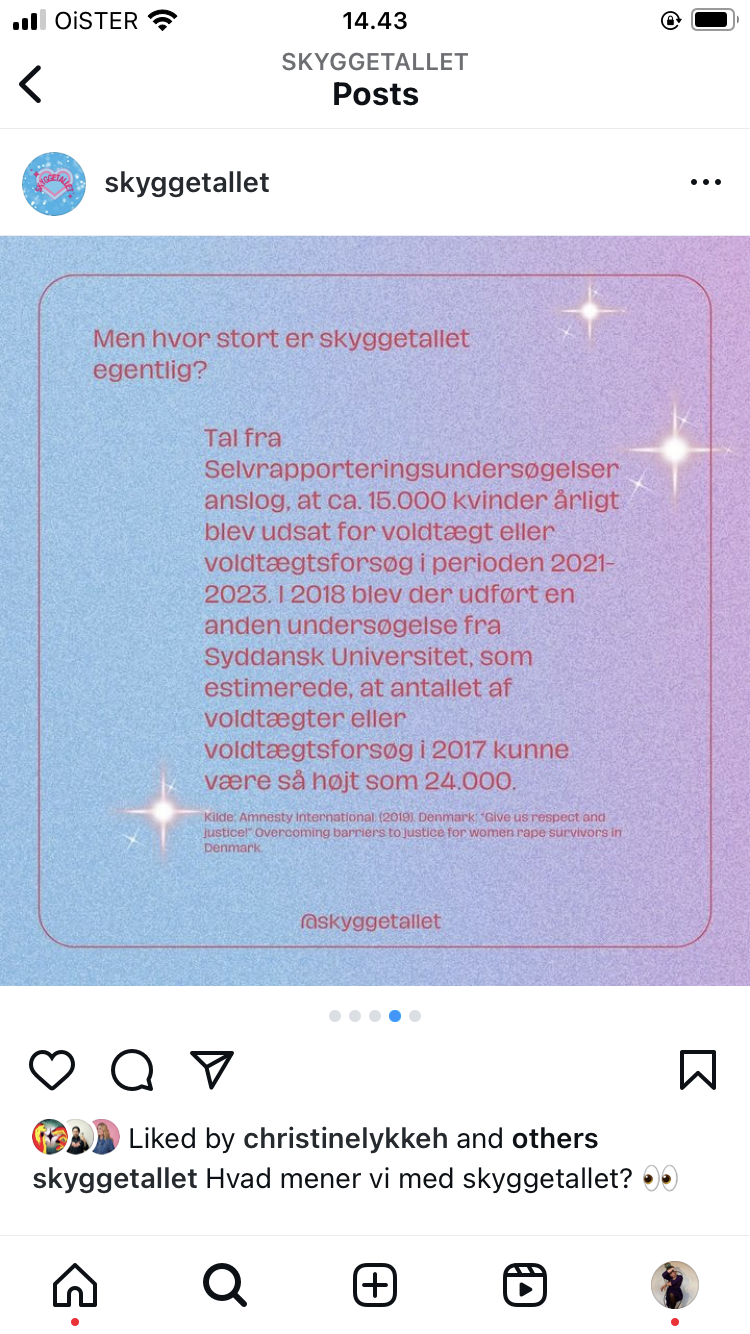 OiSTER
14.43
SKYGGETALLET
Posts
skyggetallet
Men hvor stort er skyggetallet
egentlig?
Tal fra
Selvrapporteringsundersøgelser
anslog, at ca. 15.000 kvinder årligt
blev udsat for voldtægt eller
voldtægtsforsøg i perioden 2021-
2023. I 2018 blev der udført en
anden undersøgelse fra
Syddansk Universitet, som
estimerede, at antallet af
voldtægter eller
voldtægtsforsøg i 2017 kunne
være så højt som 24.000.
Kilde: Amnesty International. (2019). Denmark: "Give us respect and
justice!" Overcoming barriers to justice for women rape survivors in
Denmark.
@skyggetallet
Liked by christinelykkeh and others
skyggetallet Hvad mener vi med skyggetallet? 👀